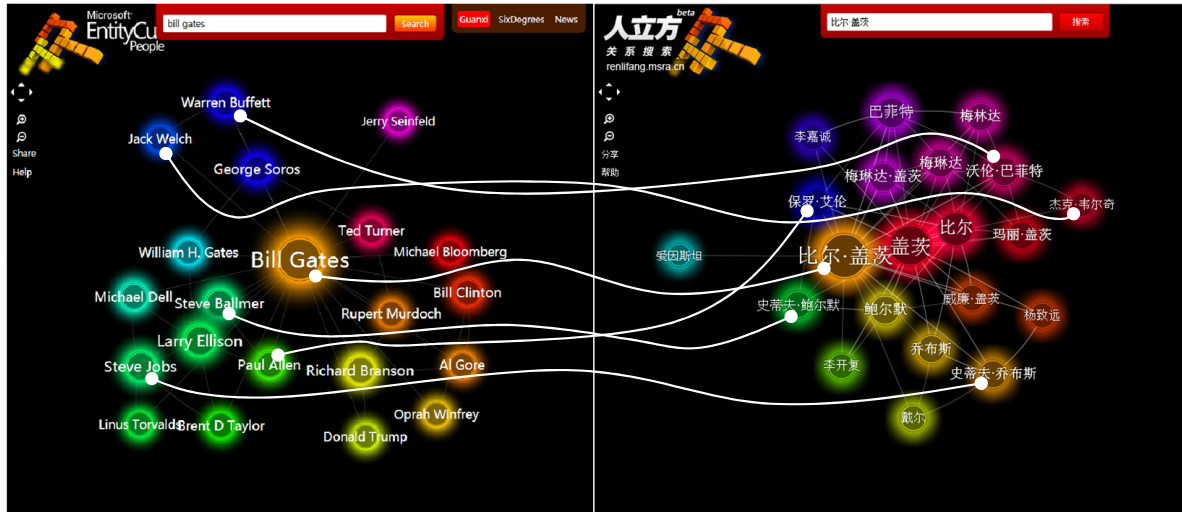 Microsoft
EntityCu
People
bill gates
Search
Guanxi
SixDegrees
News
Share
Help
Warren Buffett
Jerry Seinfeld
Jack Welch
George Soros
Ted Turner
William H. Gates
Michael Bloomberg
Bill Gates
Michael Dell
Steve Ballmer
Bill Clinton
Rupert Murdoch
Larry Ellison
Steve Jobs
Paul Allen
Richard Branson
Al Gore
Oprah Winfrey
Linus Torvalds
Brent D Taylor
Donald Trump
人立方
beta
关系搜索
renlifang.msra.cn
比尔·盖茨
搜索
分享
帮助
巴菲特
梅林达
李嘉诚
梅琳达
梅琳达·盖茨
沃伦·巴菲特
保罗·艾伦
杰克·韦尔奇
比尔
玛丽·盖茨
盖茨
爱因斯坦
比尔·盖茨
史蒂夫·鲍尔默
鲍尔默
威廉·盖茨
杨致远
乔布斯
李开复
史蒂夫·乔布斯
戴尔